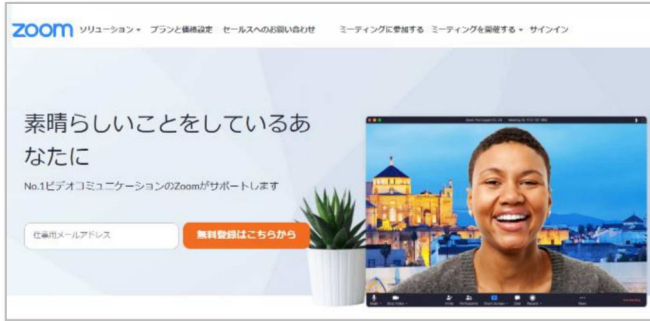 zoom ソリューション プランと価格設定 セールスへのお問い合わせ ミーティングに参加する ミーティングを開催する サインイン
素晴らしいことをしているあ
なたに
No.1ビデオコミュニケーションのZoomがサポートします
仕事用メールアドレス 無料登録はこちらから